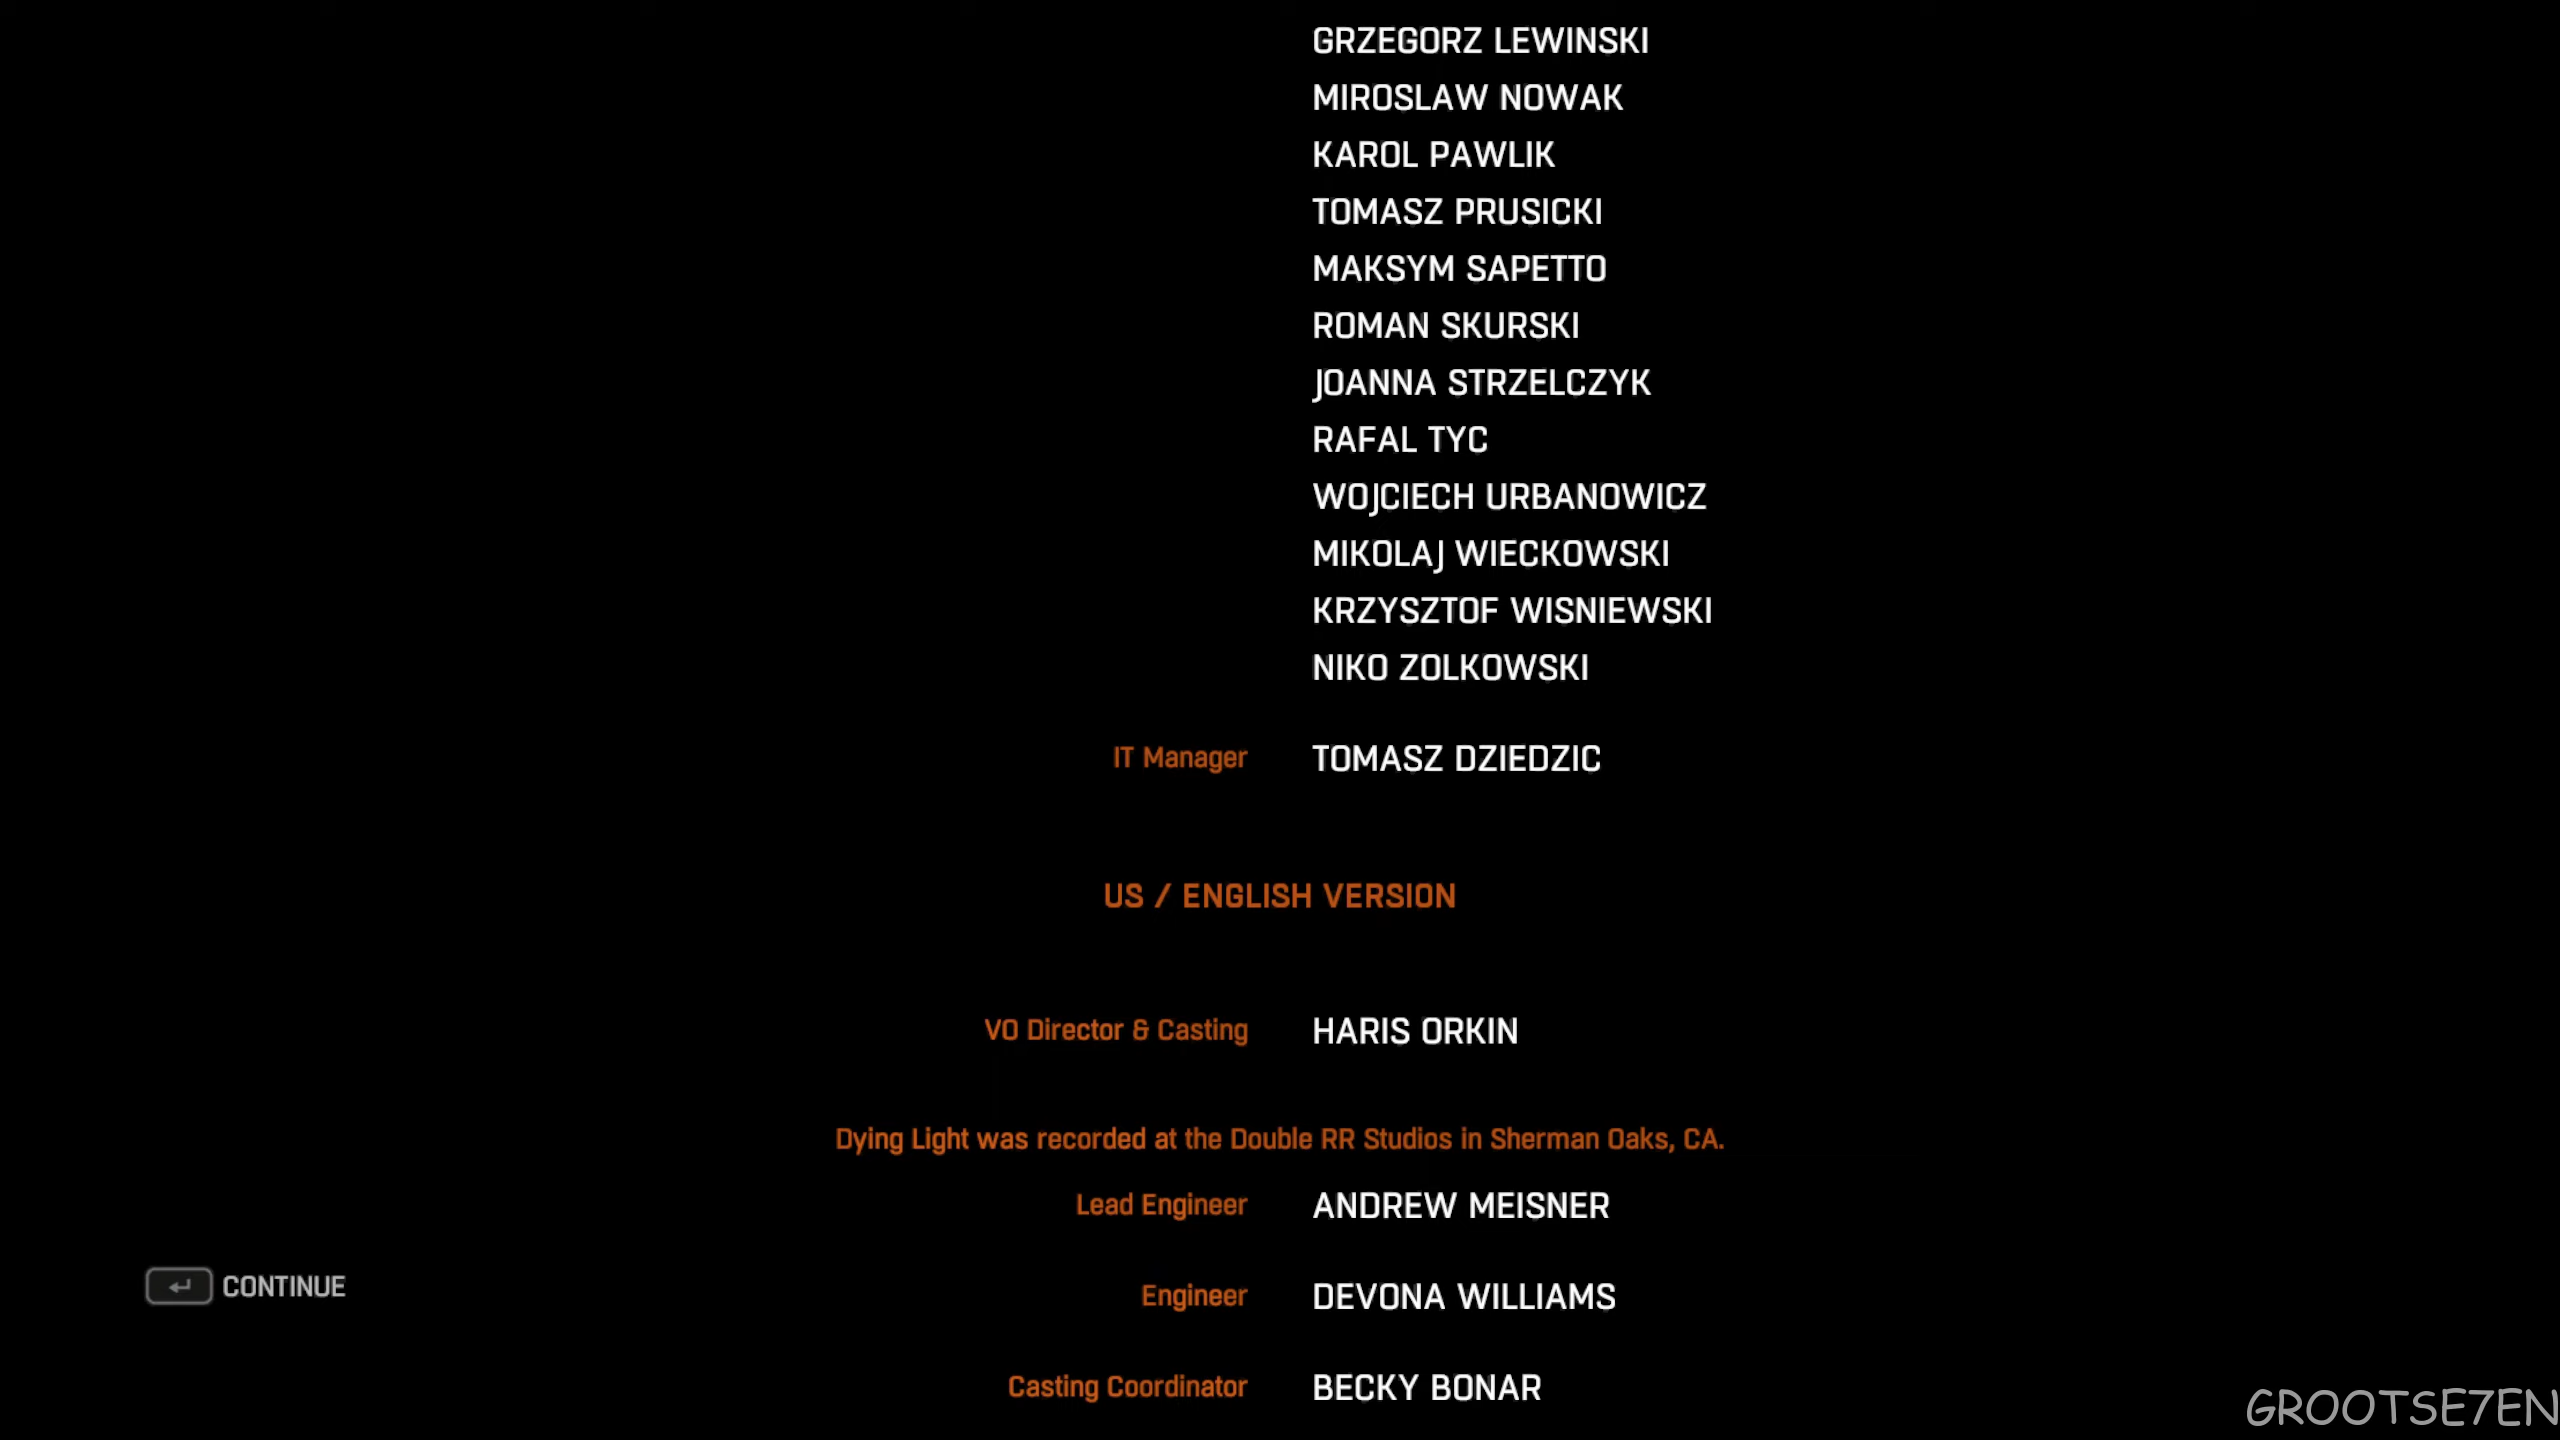 GRZEGORZ LEWINSKI
MIROSLAW NOWAK
KAROL PAWLIK
TOMASZ PRUSICKI
MAKSYM SAPETTO
ROMAN SKURSKI
JOANNA STRZELCZYK
RAFAL TYC
WOJCIECH URBANOWICZ
MIKOLAJ WIECKOWSKI
KRZYSZTOF WISNIEWSKI
NIKO ZOLKOWSKI
IT Manager TOMASZ DZIEDZIC
US / ENGLISH VERSION
VO Director & Casting HARIS ORKIN
Dying Light was recorded at the Double RR Studios in Sherman Oaks, CA.
Lead Engineer ANDREW MEISNER
Engineer DEVONA WILLIAMS
CONTINUE
Casting Coordinator BECKY BONAR
GROOTSE7EN